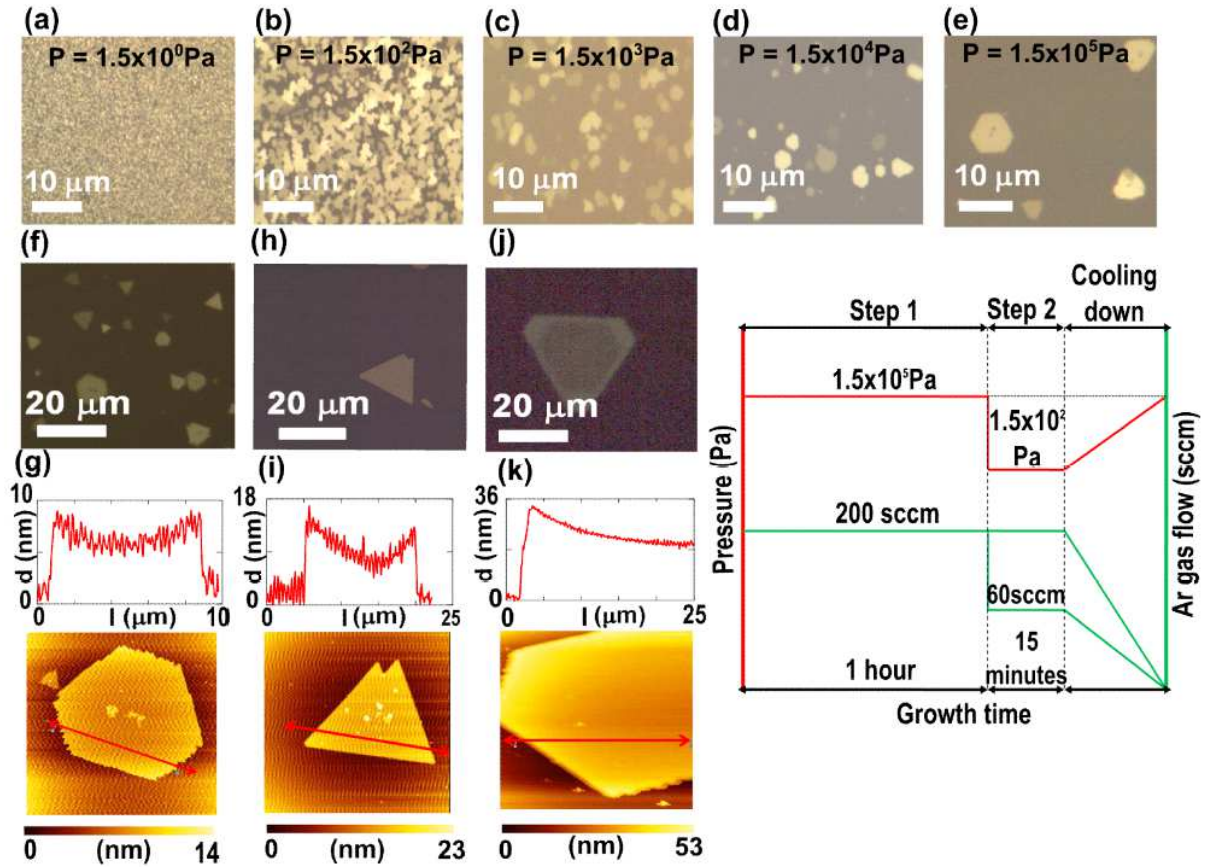 (a)
P = 1.5x10⁰Pa
10 μm
(b)
P = 1.5x10²Pa
10 μm
(c)
P = 1.5x10³Pa
10 μm
(d)
P = 1.5x10⁴Pa
10 μm
(e)
P = 1.5x10⁵Pa
10 μm
(f)
20 μm
(h)
20 μm
(j)
20 μm
(g)
10
d (nm)
0
0 l (μm) 10
0 (nm) 14
(i)
18
d (nm)
0
0 l (μm) 25
0 (nm) 23
(k)
36
d (nm)
0
0 l (μm) 25
0 (nm) 53
Cooling
down
Step 1
Step 2
1.5x10⁵Pa
1.5x10²
Pa
200 sccm
60sccm
15
minutes
1 hour
Growth time
Pressure (Pa)
Ar gas flow (sccm)